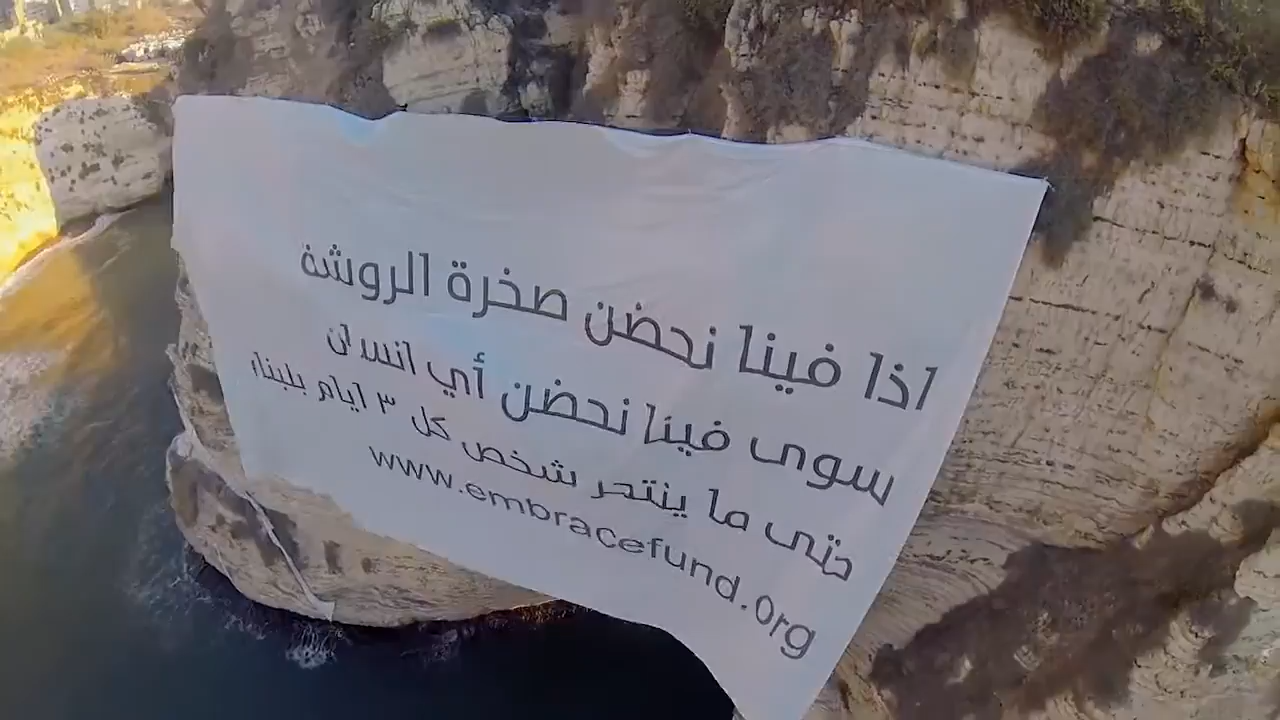 اذا فينا نحضن صخرة الروشة
سوى فينا نحضن أي انسان
حتى ما ينتحر شخص كل ٣ ايام بلبنان
www.embracefund.org